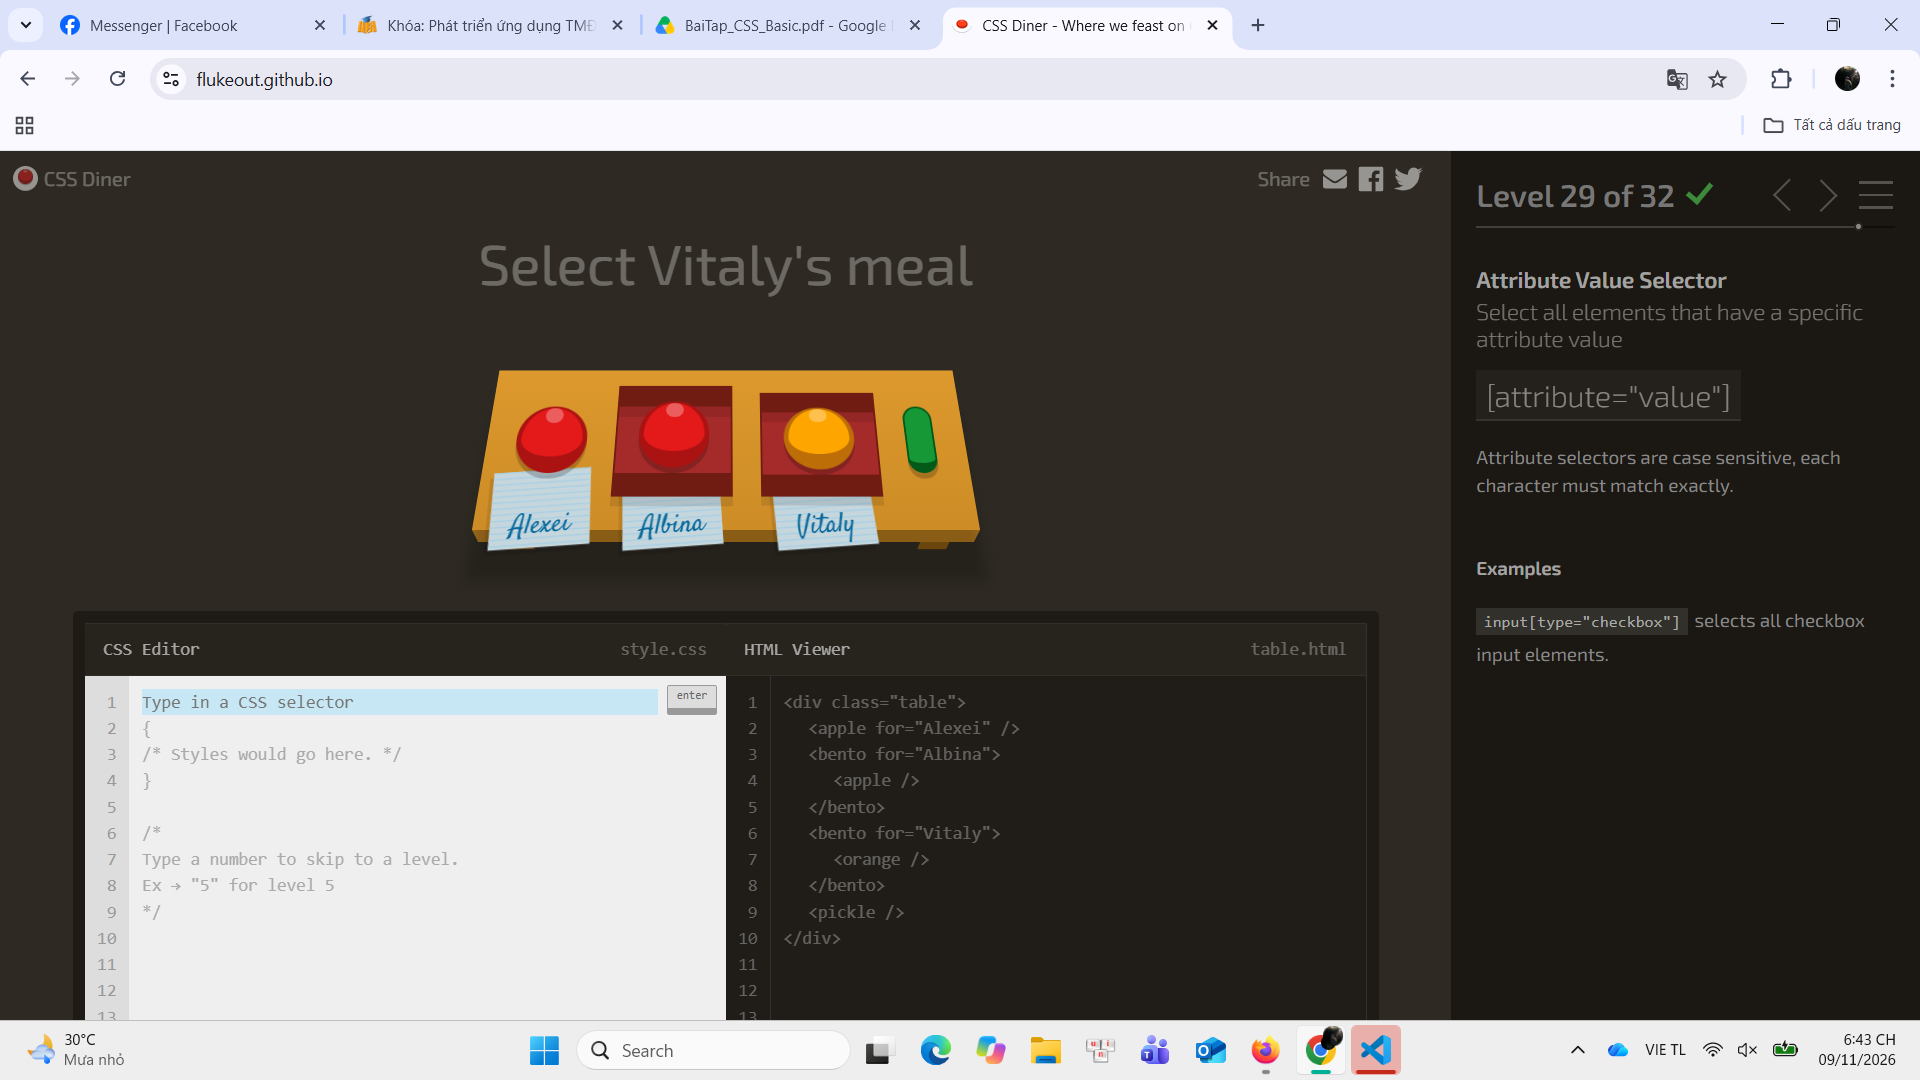 Messenger | Facebook
Khóa: Phát triển ứng dụng TMĐ
BaiTap_CSS_Basic.pdf - Google
CSS Diner - Where we feast on
flukeout.github.io
Tất cả dấu trang
CSS Diner
Share
Level 29 of 32
Select Vitaly's meal
Attribute Value Selector
Select all elements that have a specific
attribute value
[attribute="value"]
Attribute selectors are case sensitive, each
character must match exactly.
Examples
input[type="checkbox"] selects all checkbox
input elements.
Alexei
Albina
Vitaly
CSS Editor
style.css
HTML Viewer
table.html
1 Type in a CSS selector
enter
2 {
3 /* Styles would go here. */
4 }
5
6 /*
7 Type a number to skip to a level.
8 Ex → "5" for level 5
9 */
10
11
12
13
1 <div class="table">
2 <apple for="Alexei" />
3 <bento for="Albina">
4 <apple />
5 </bento>
6 <bento for="Vitaly">
7 <orange />
8 </bento>
9 <pickle />
10 </div>
11
12
13
30°C
Mưa nhỏ
Search
VIE TL
6:43 CH
09/11/2026